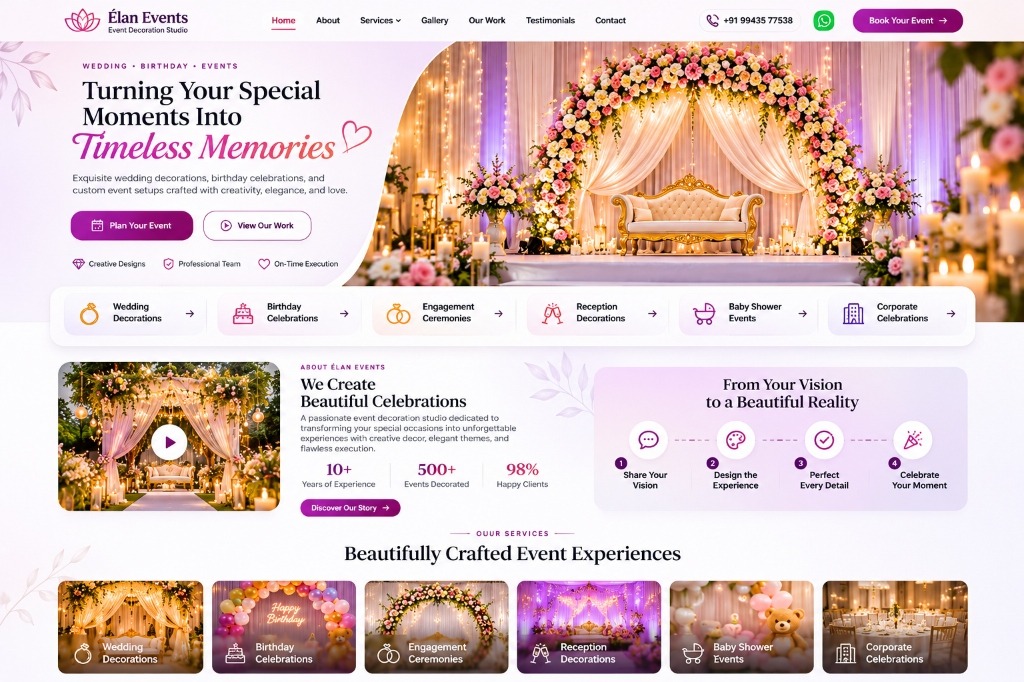 Élan Events
Event Decoration Studio
Home
About
Services
Gallery
Our Work
Testimonials
Contact
+91 99435 77538
Book Your Event
WEDDING • BIRTHDAY • EVENTS
Turning Your Special
Moments Into
Timeless Memories
Exquisite wedding decorations, birthday celebrations, and
custom event setups crafted with creativity, elegance, and love.
Plan Your Event
View Our Work
Creative Designs
Professional Team
On-Time Execution
Wedding
Decorations
Birthday
Celebrations
Engagement
Ceremonies
Reception
Decorations
Baby Shower
Events
Corporate
Celebrations
ABOUT ÉLAN EVENTS
We Create
Beautiful Celebrations
A passionate event decoration studio dedicated to
transforming your special occasions into unforgettable
experiences with creative decor, elegant themes, and
flawless execution.
10+
Years of Experience
500+
Events Decorated
98%
Happy Clients
Discover Our Story
From Your Vision
to a Beautiful Reality
1
Share Your
Vision
2
Design the
Experience
3
Perfect
Every Detail
4
Celebrate
Your Moment
OUUR SERVICES
Beautifully Crafted Event Experiences
Wedding
Decorations
Happy
Birthday
Birthday
Celebrations
Engagement
Ceremonies
Reception
Decorations
Baby Shower
Events
Corporate
Celebrations